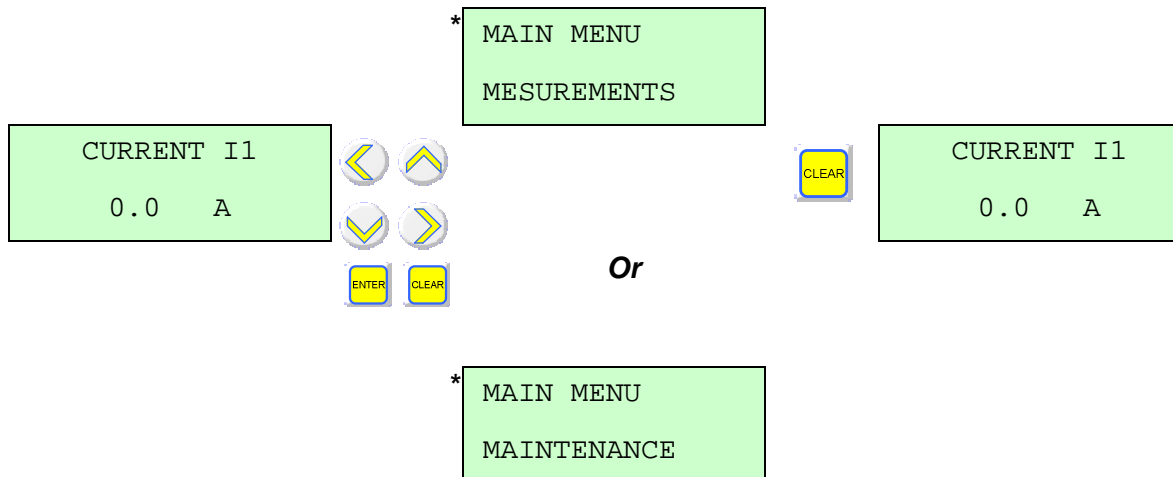 *
MAIN MENU
MESUREMENTS
CURRENT I1
0.0 A
ENTER CLEAR
Or
CLEAR
CURRENT I1
0.0 A
*
MAIN MENU
MAINTENANCE